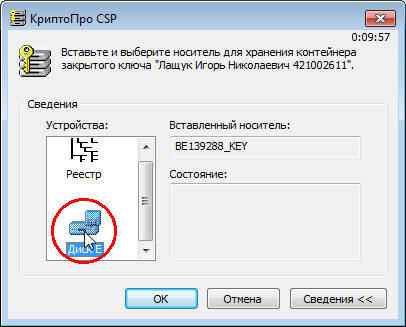 КриптоПро CSP
0:09:57
Вставьте и выберите носитель для хранения контейнера
закрытого ключа "Лащук Игорь Николаевич 421002611".
Сведения
Устройства:
Реестр
Диск E
Вставленный носитель:
BE139288_KEY
Состояние:
OK
Отмена
Сведения <<